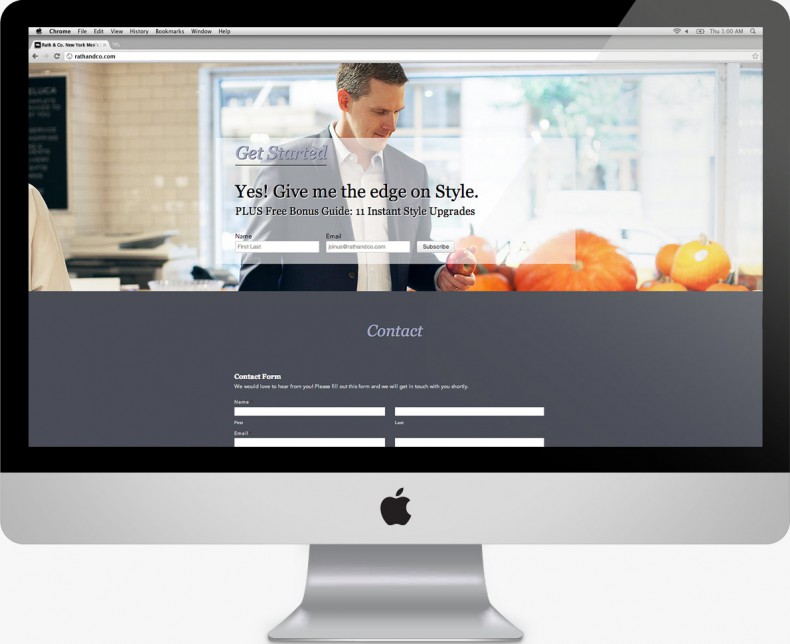 Chrome File Edit View History Bookmarks Window Help
Thu 1:00 AM
Rath & Co. New York Men's
rathandco.com
Get Started
Yes! Give me the edge on Style.
PLUS Free Bonus Guide: 11 Instant Style Upgrades
Name Email
First Last joinus@rathandco.com Subscribe
Contact
Contact Form
We would love to hear from you! Please fill out this form and we will get in touch with you shortly.
Name
First Last
Email